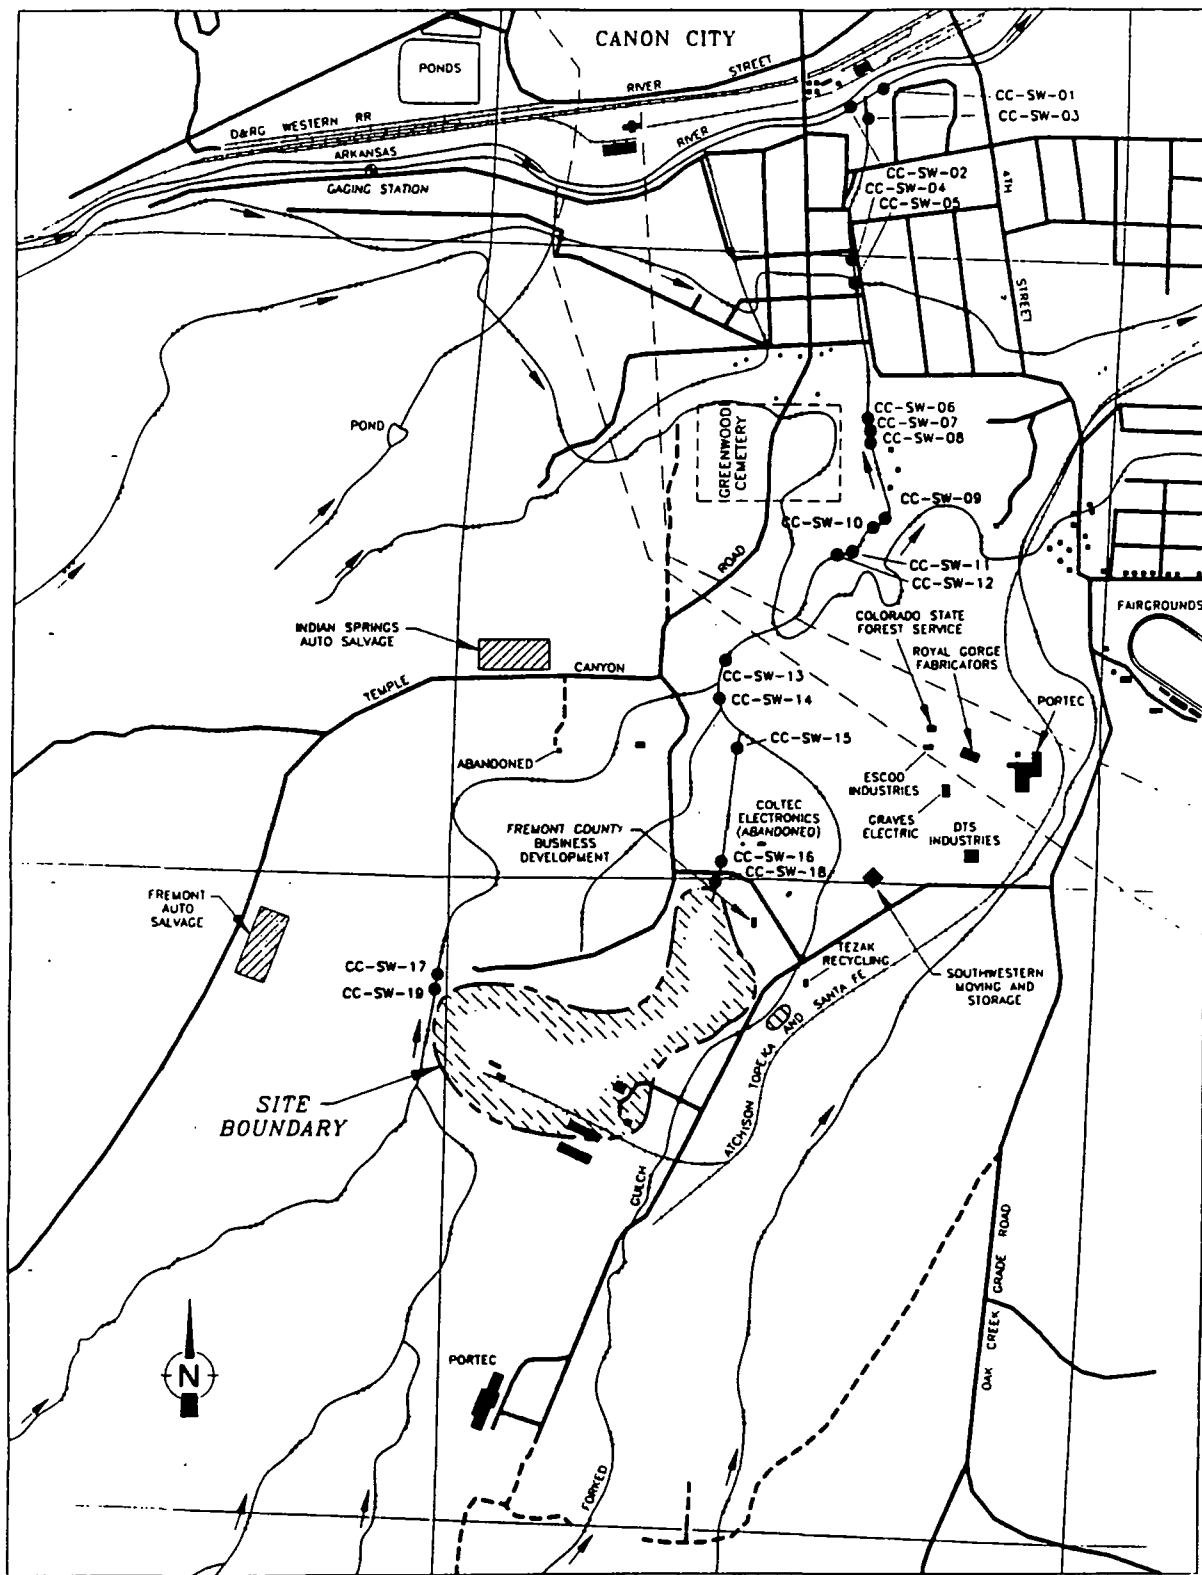 CANON CITY
PONDS
RIVER STREET
D&RG WESTERN RR
ARKANSAS RIVER
GAGING STATION
CC-SW-01
CC-SW-03
CC-SW-02
CC-SW-04
CC-SW-05
4TH STREET
POND
GREENWOOD
CEMETERY
CC-SW-06
CC-SW-07
CC-SW-08
CC-SW-09
CC-SW-10
CC-SW-11
CC-SW-12
FAIRGROUNDS
COLORADO STATE
FOREST SERVICE
ROYAL GORGE
FABRICATORS
INDIAN SPRINGS
AUTO SALVAGE
TEMPLE CANYON ROAD
CC-SW-13
CC-SW-14
PORTEC
CC-SW-15
ABANDONED
ESCOD
INDUSTRIES
GRAVES
ELECTRIC
DTS
INDUSTRIES
COLTEC
ELECTRONICS
(ABANDONED)
FREMONT COUNTY
BUSINESS
DEVELOPMENT
CC-SW-16
CC-SW-18
FREMONT
AUTO
SALVAGE
TEZAK
RECYCLING
SOUTHWESTERN
MOVING AND
STORAGE
CC-SW-17
CC-SW-19
ATCHISON TOPEKA AND SANTA FE
SITE
BOUNDARY
FORKED GULCH
OAK CREEK GRADE ROAD
N
PORTEC